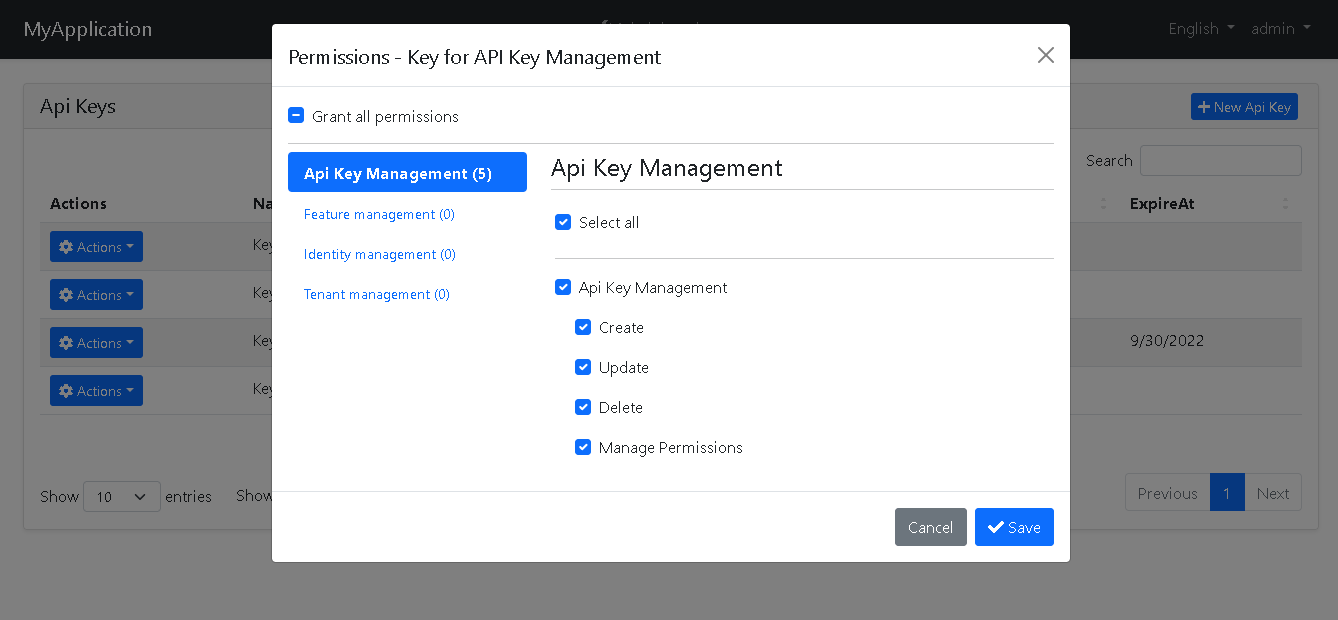 MyApplication
English
admin
Permissions - Key for API Key Management
Api Keys
New Api Key
Grant all permissions
Search
Api Key Management (5)
Api Key Management
Actions
ExpireAt
Feature management (0)
Select all
Identity management (0)
Actions
Key
Tenant management (0)
Api Key Management
Actions
Key
Create
Actions
Key
9/30/2022
Update
Actions
Key
Delete
Manage Permissions
Show 10 entries
Show
Previous 1 Next
Cancel
Save